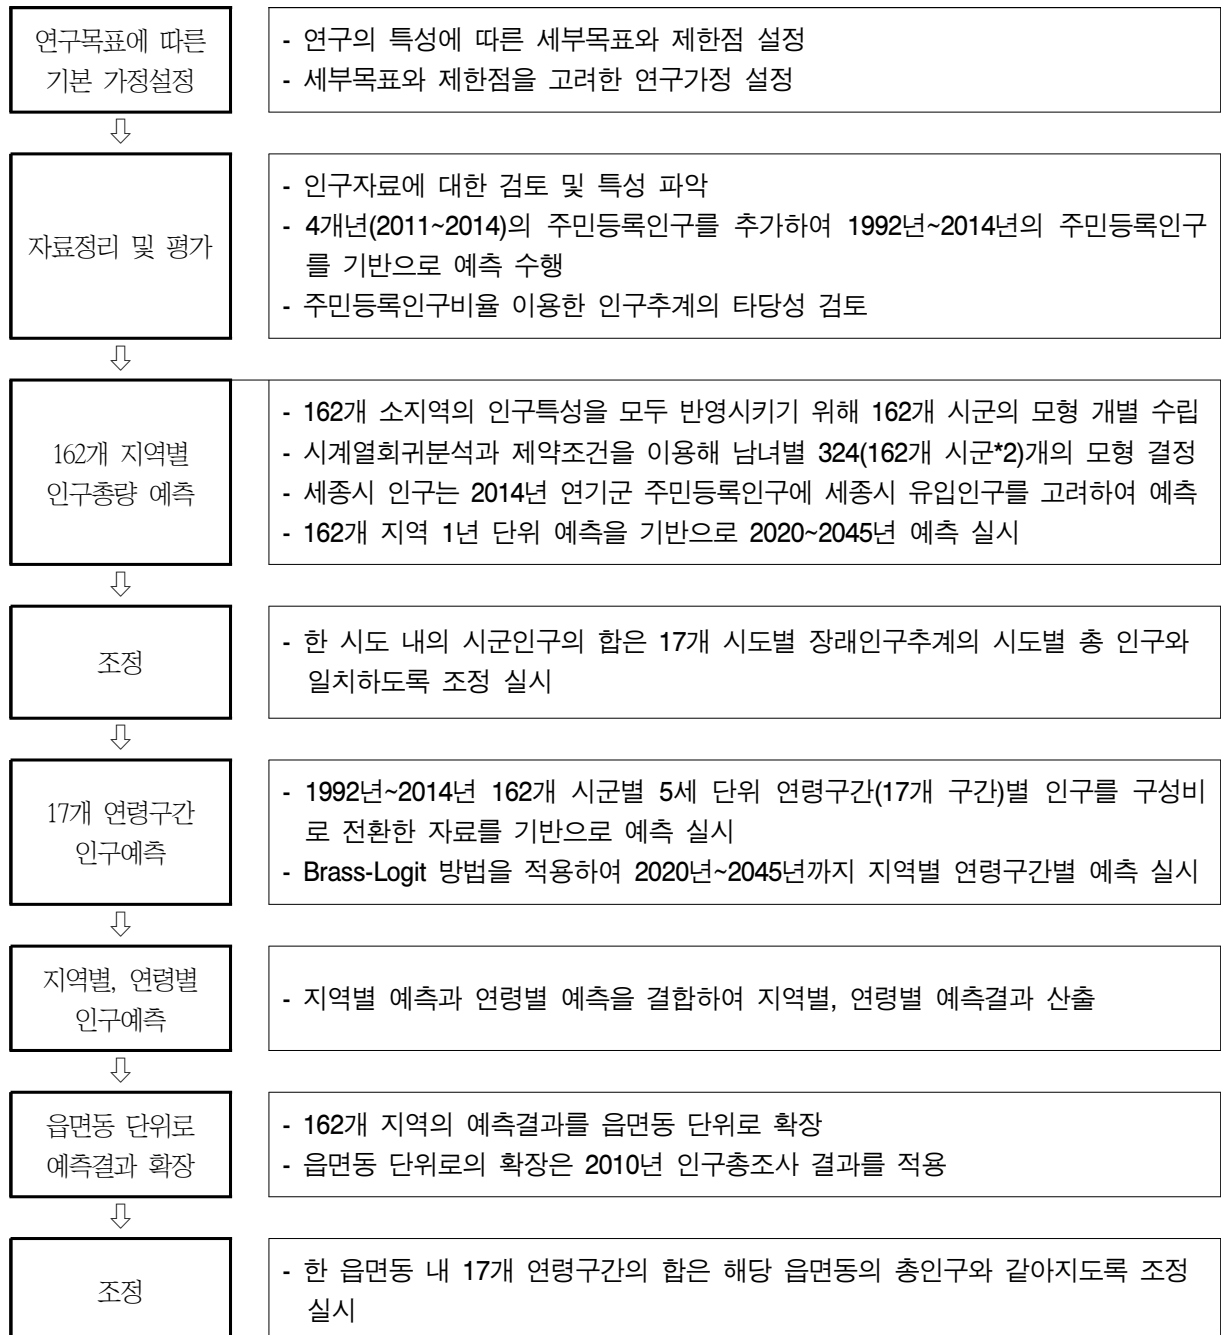 연구목표에 따른
기본 가정설정
- 연구의 특성에 따른 세부목표와 제한점 설정
- 세부목표와 제한점을 고려한 연구가정 설정
자료정리 및 평가
- 인구자료에 대한 검토 및 특성 파악
- 4개년(2011~2014)의 주민등록인구를 추가하여 1992년~2014년의 주민등록인구
를 기반으로 예측 수행
- 주민등록인구비율 이용한 인구추계의 타당성 검토
162개 지역별
인구총량 예측
- 162개 소지역의 인구특성을 모두 반영시키기 위해 162개 시군의 모형 개별 수립
- 시계열회귀분석과 제약조건을 이용해 남녀별 324(162개 시군*2)개의 모형 결정
- 세종시 인구는 2014년 연기군 주민등록인구에 세종시 유입인구를 고려하여 예측
- 162개 지역 1년 단위 예측을 기반으로 2020~2045년 예측 실시
조정
- 한 시도 내의 시군인구의 합은 17개 시도별 장래인구추계의 시도별 총 인구와
일치하도록 조정 실시
17개 연령구간
인구예측
- 1992년~2014년 162개 시군별 5세 단위 연령구간(17개 구간)별 인구를 구성비
로 전환한 자료를 기반으로 예측 실시
- Brass-Logit 방법을 적용하여 2020년~2045년까지 지역별 연령구간별 예측 실시
지역별, 연령별
인구예측
- 지역별 예측과 연령별 예측을 결합하여 지역별, 연령별 예측결과 산출
읍면동 단위로
예측결과 확장
- 162개 지역의 예측결과를 읍면동 단위로 확장
- 읍면동 단위로의 확장은 2010년 인구총조사 결과를 적용
조정
- 한 읍면동 내 17개 연령구간의 합은 해당 읍면동의 총인구와 같아지도록 조정
실시